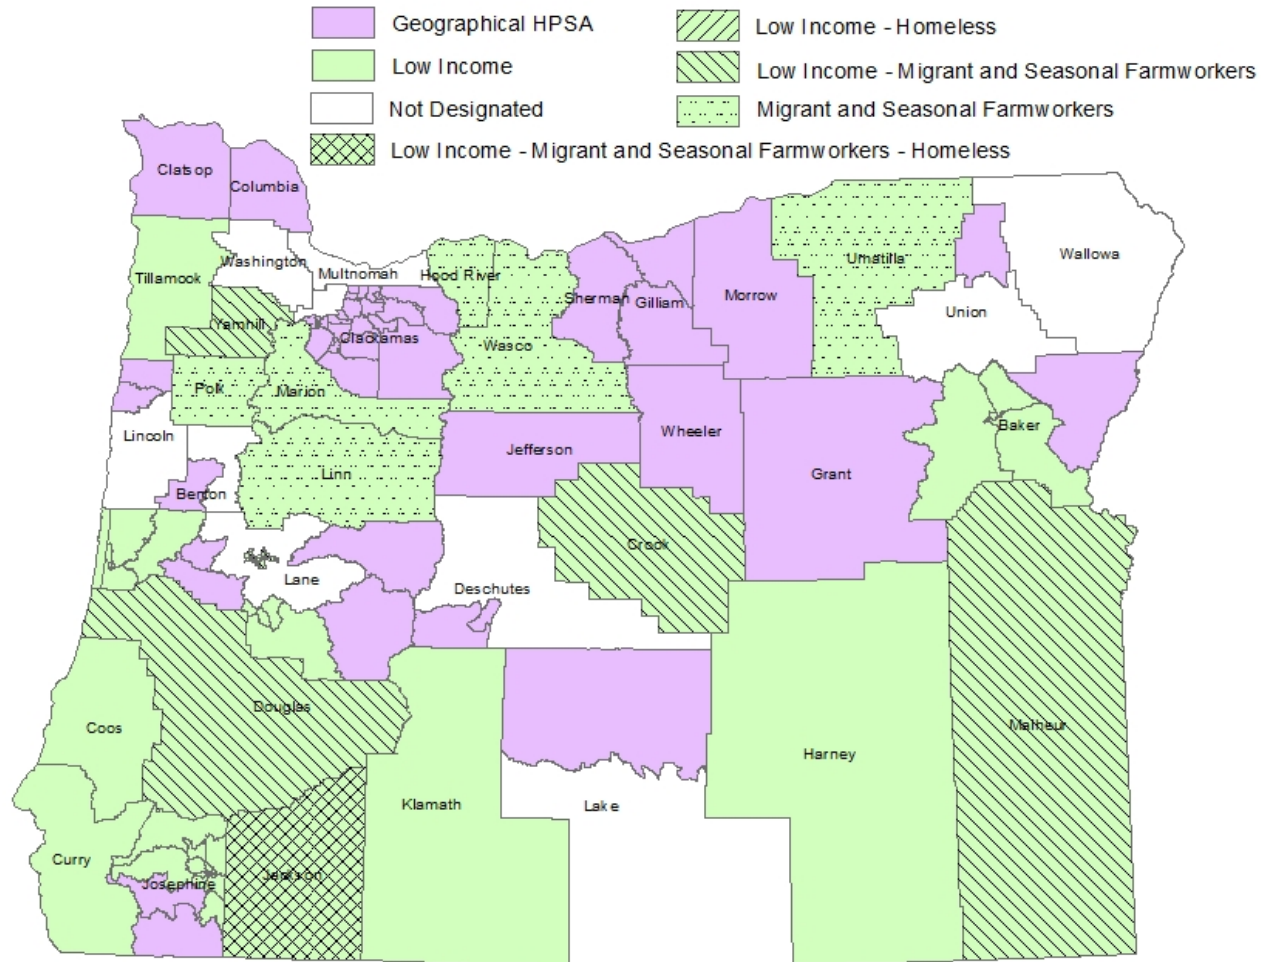 Geographical HPSA
Low Income - Homeless
Low Income
Low Income - Migrant and Seasonal Farmworkers
Not Designated
Migrant and Seasonal Farmworkers
Low Income - Migrant and Seasonal Farmworkers - Homeless
Clatsop
Columbia
Tillamook
Washington
Multnomah
Hood River
Umatilla
Wallowa
Sherman
Gilliam
Morrow
Union
Yamhill
Clackamas
Wasco
Polk
Marion
Lincoln
Jefferson
Wheeler
Baker
Linn
Grant
Benton
Crook
Lane
Deschutes
Douglas
Coos
Malheur
Harney
Klamath
Lake
Curry
Josephine
Jackson